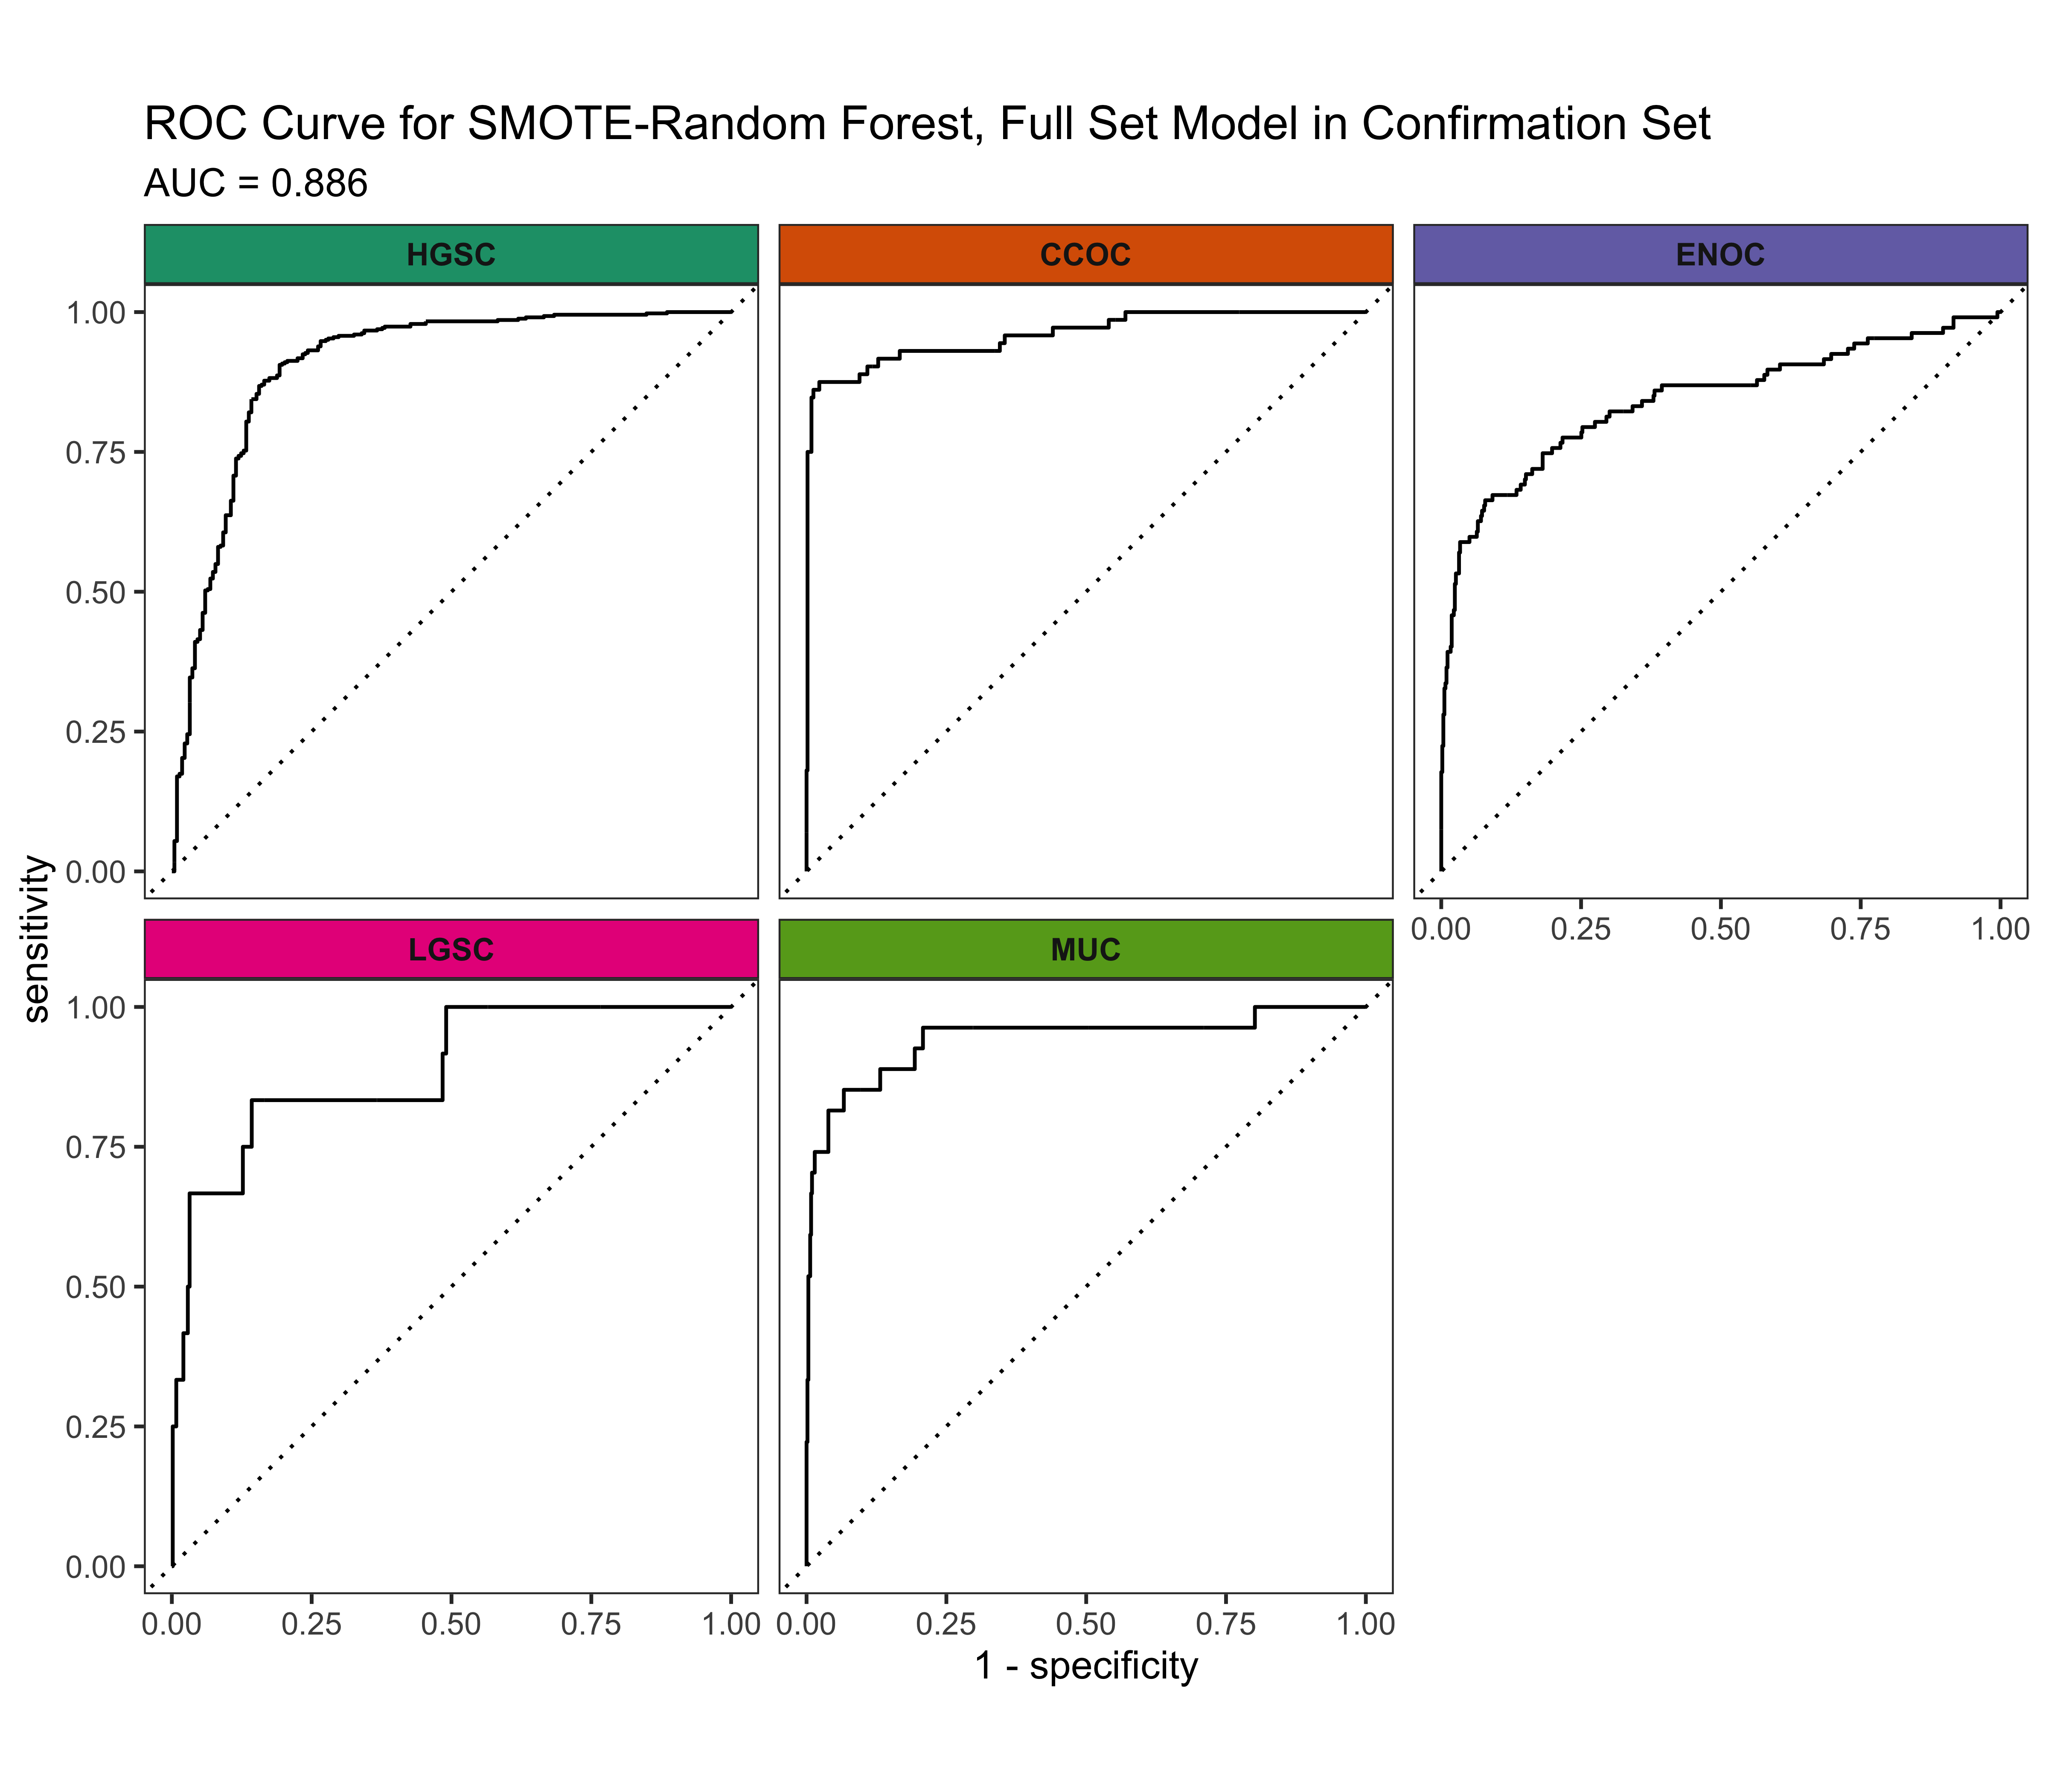 ROC Curve for SMOTE-Random Forest, Full Set Model in Confirmation Set
AUC = 0.886
HGSC
CCOC
ENOC
1.00
0.75
0.50
0.25
0.00
0.00 0.25 0.50 0.75 1.00
LGSC
MUC
sensitivity
1.00
0.75
0.50
0.25
0.00
0.00 0.25 0.50 0.75 1.00
0.00 0.25 0.50 0.75 1.00
1 - specificity